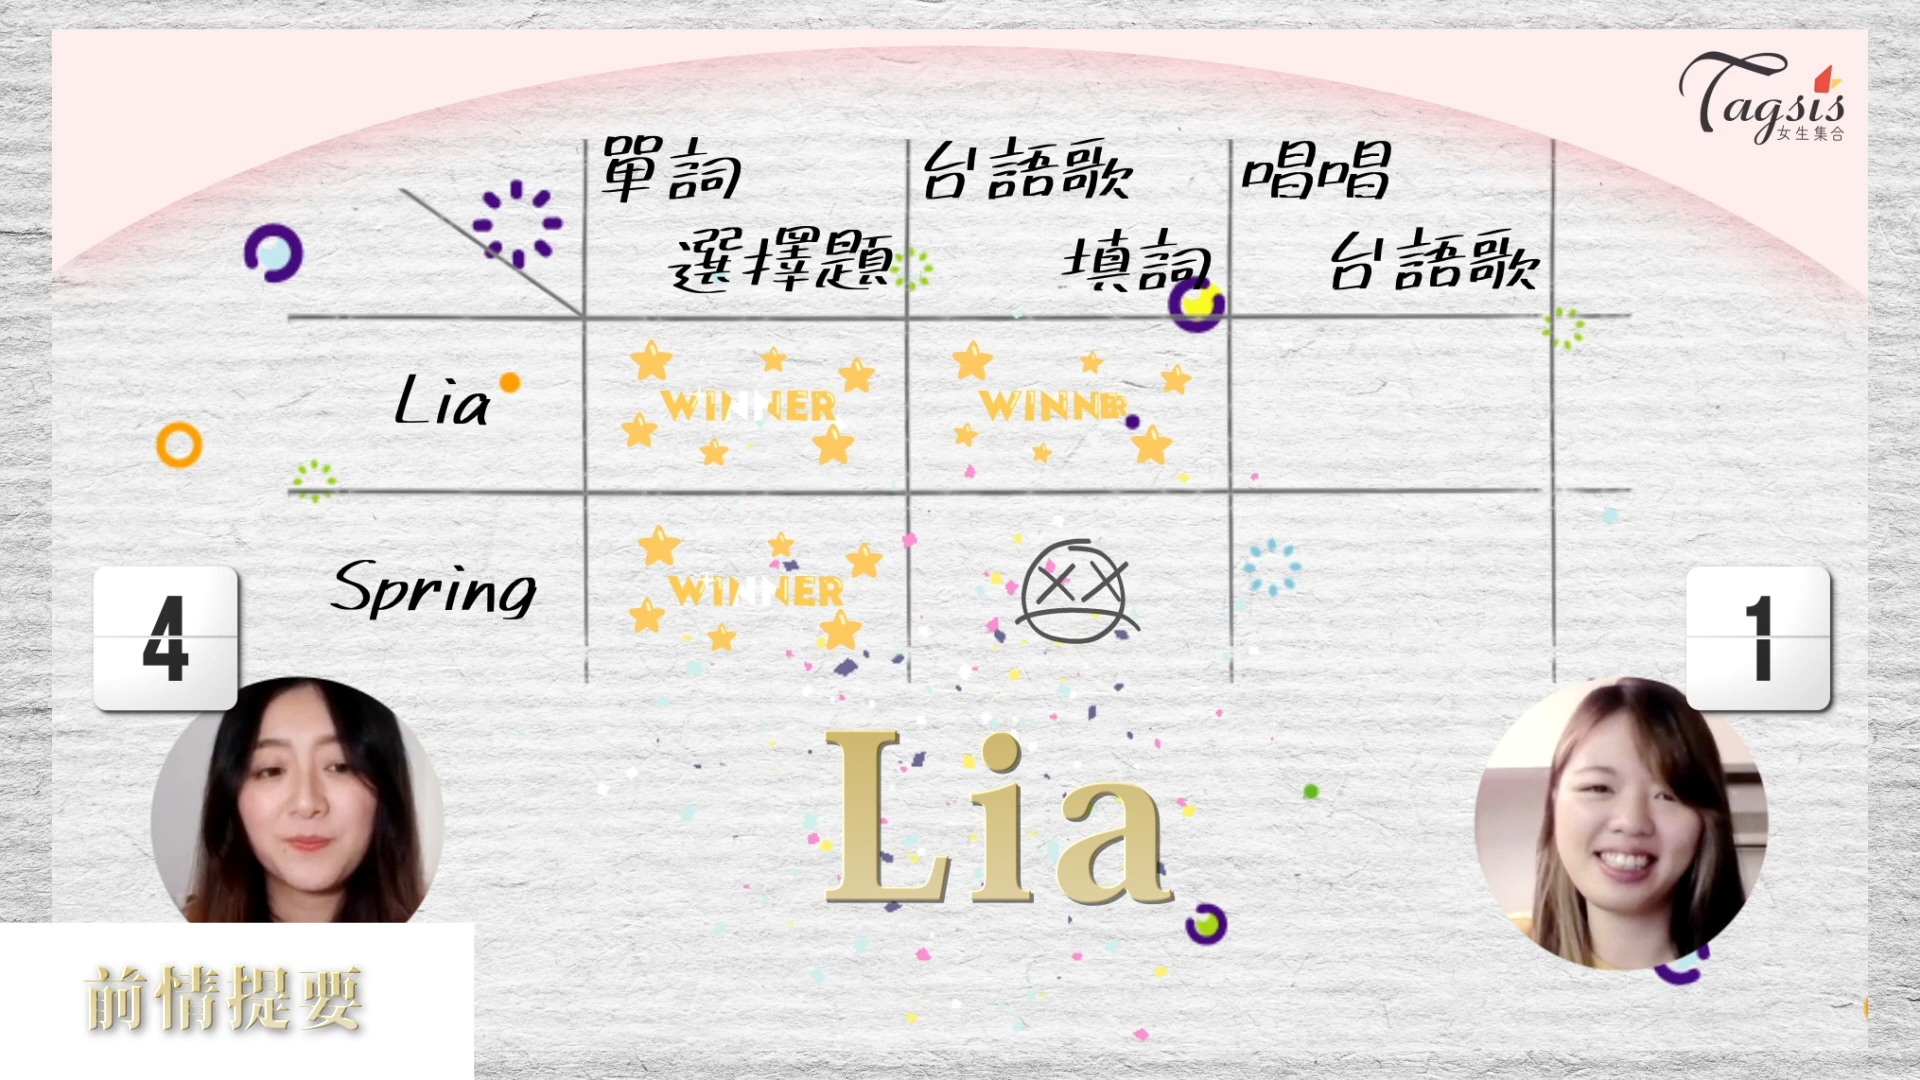 Tagsis
女生集合
單詞
選擇題
台語歌
填詞
唱唱
台語歌
Lia
WINNER
WINNER
Spring
WINNER
4
1
Lia
前情提要